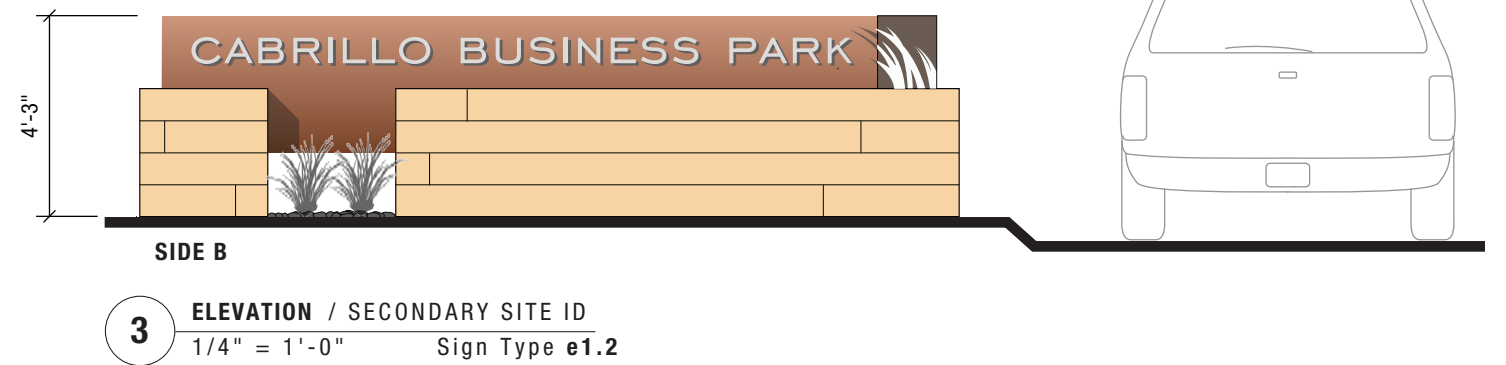 CABRILLO BUSINESS PARK
4'-3"
SIDE B
3
ELEVATION / SECONDARY SITE ID
1/4" = 1'-0" Sign Type e1.2